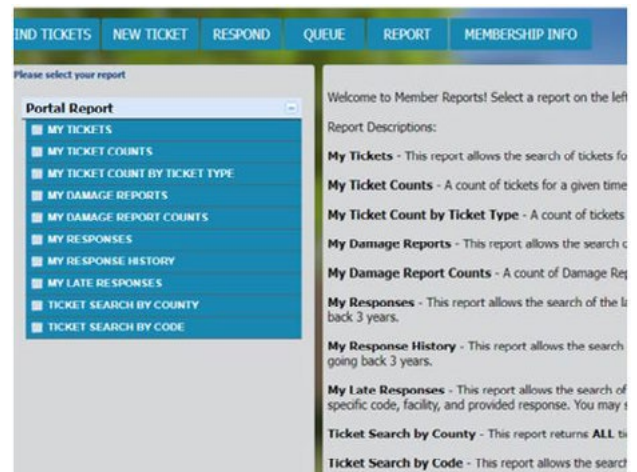 IND TICKETS NEW TICKET RESPOND QUEUE REPORT MEMBERSHIP INFO
Please select your report
Portal Report
MY TICKETS
MY TICKET COUNTS
MY TICKET COUNT BY TICKET TYPE
MY DAMAGE REPORTS
MY DAMAGE REPORT COUNTS
MY RESPONSES
MY RESPONSE HISTORY
MY LATE RESPONSES
TICKET SEARCH BY COUNTY
TICKET SEARCH BY CODE
Welcome to Member Reports! Select a report on the left
Report Descriptions:
My Tickets - This report allows the search of tickets fo
My Ticket Counts - A count of tickets for a given time
My Ticket Count by Ticket Type - A count of tickets
My Damage Reports - This report allows the search o
My Damage Report Counts - A count of Damage Rep
My Responses - This report allows the search of the la
back 3 years.
My Response History - This report allows the search
going back 3 years.
My Late Responses - This report allows the search of
specific code, facility, and provided response. You may s
Ticket Search by County - This report returns ALL ti
Ticket Search by Code - This report allows the search